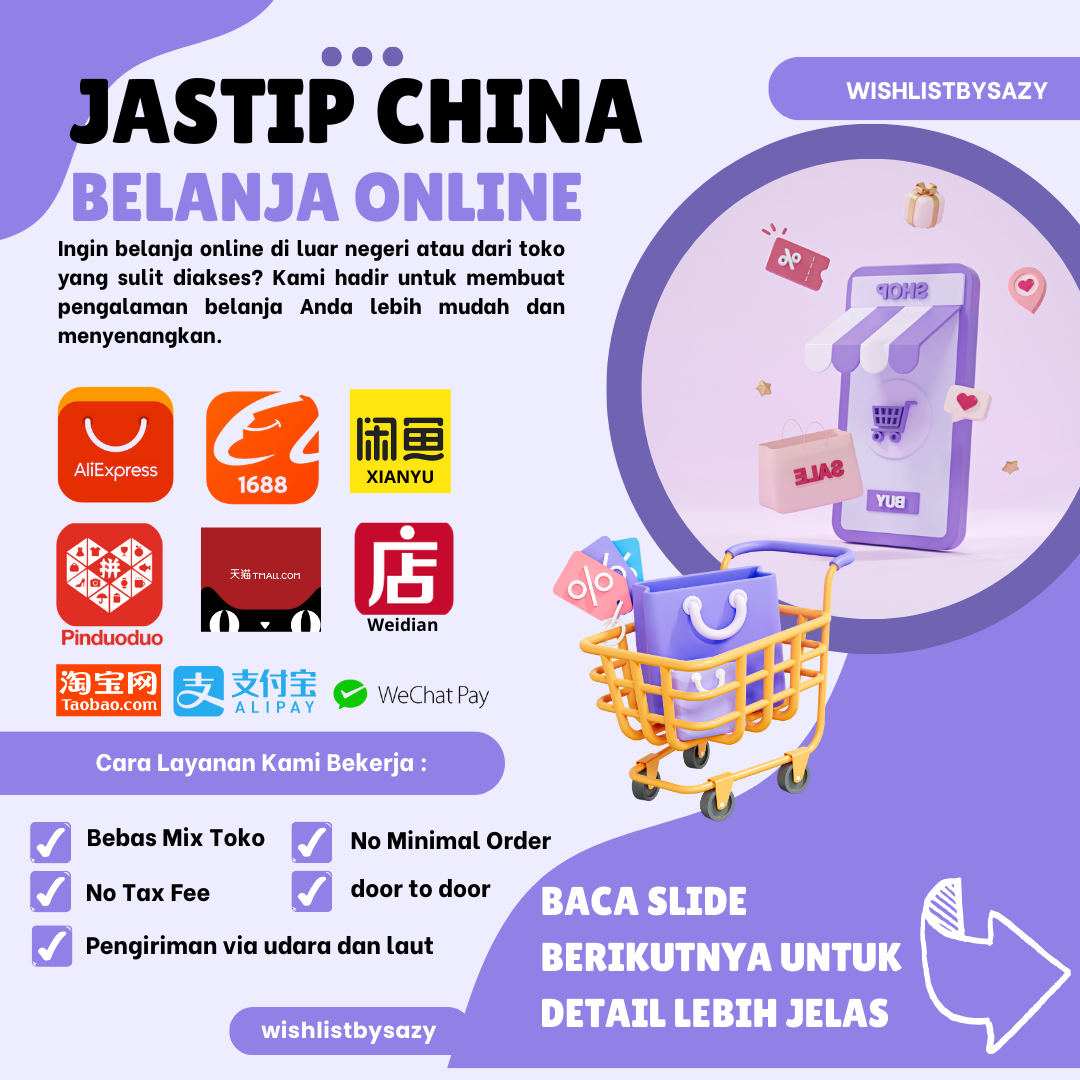 JASTIP CHINA
WISHLISTBYSAZY
BELANJA ONLINE
Ingin belanja online di luar negeri atau dari toko
yang sulit diakses? Kami hadir untuk membuat
pengalaman belanja Anda lebih mudah dan
menyenangkan.
%
SHOP
SALE
BUY
AliExpress
1688
闲鱼
XIANYU
拼
Pinduoduo
天猫 TMALL.COM
店
Weidian
%
%
淘宝网
Taobao.com
支 支付宝
ALIPAY
WeChat Pay
Cara Layanan Kami Bekerja :
Bebas Mix Toko
No Minimal Order
No Tax Fee
door to door
Pengiriman via udara dan laut
BACA SLIDE
BERIKUTNYA UNTUK
DETAIL LEBIH JELAS
wishlistbysazy